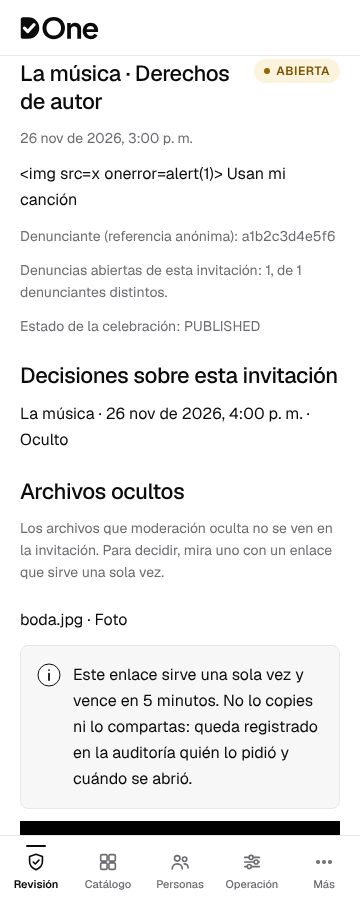 One
La música · Derechos
de autor
ABIERTA
26 nov de 2026, 3:00 p. m.
<img src=x onerror=alert(1)> Usan mi
canción
Denunciante (referencia anónima): a1b2c3d4e5f6
Denuncias abiertas de esta invitación: 1, de 1
denunciantes distintos.
Estado de la celebración: PUBLISHED
Decisiones sobre esta invitación
La música · 26 nov de 2026, 4:00 p. m. ·
Oculto
Archivos ocultos
Los archivos que moderación oculta no se ven en
la invitación. Para decidir, mira uno con un enlace
que sirve una sola vez.
boda.jpg · Foto
Este enlace sirve una sola vez y
vence en 5 minutos. No lo copies
ni lo compartas: queda registrado
en la auditoría quién lo pidió y
cuándo se abrió.
Revisión
Catálogo
Personas
Operación
Más